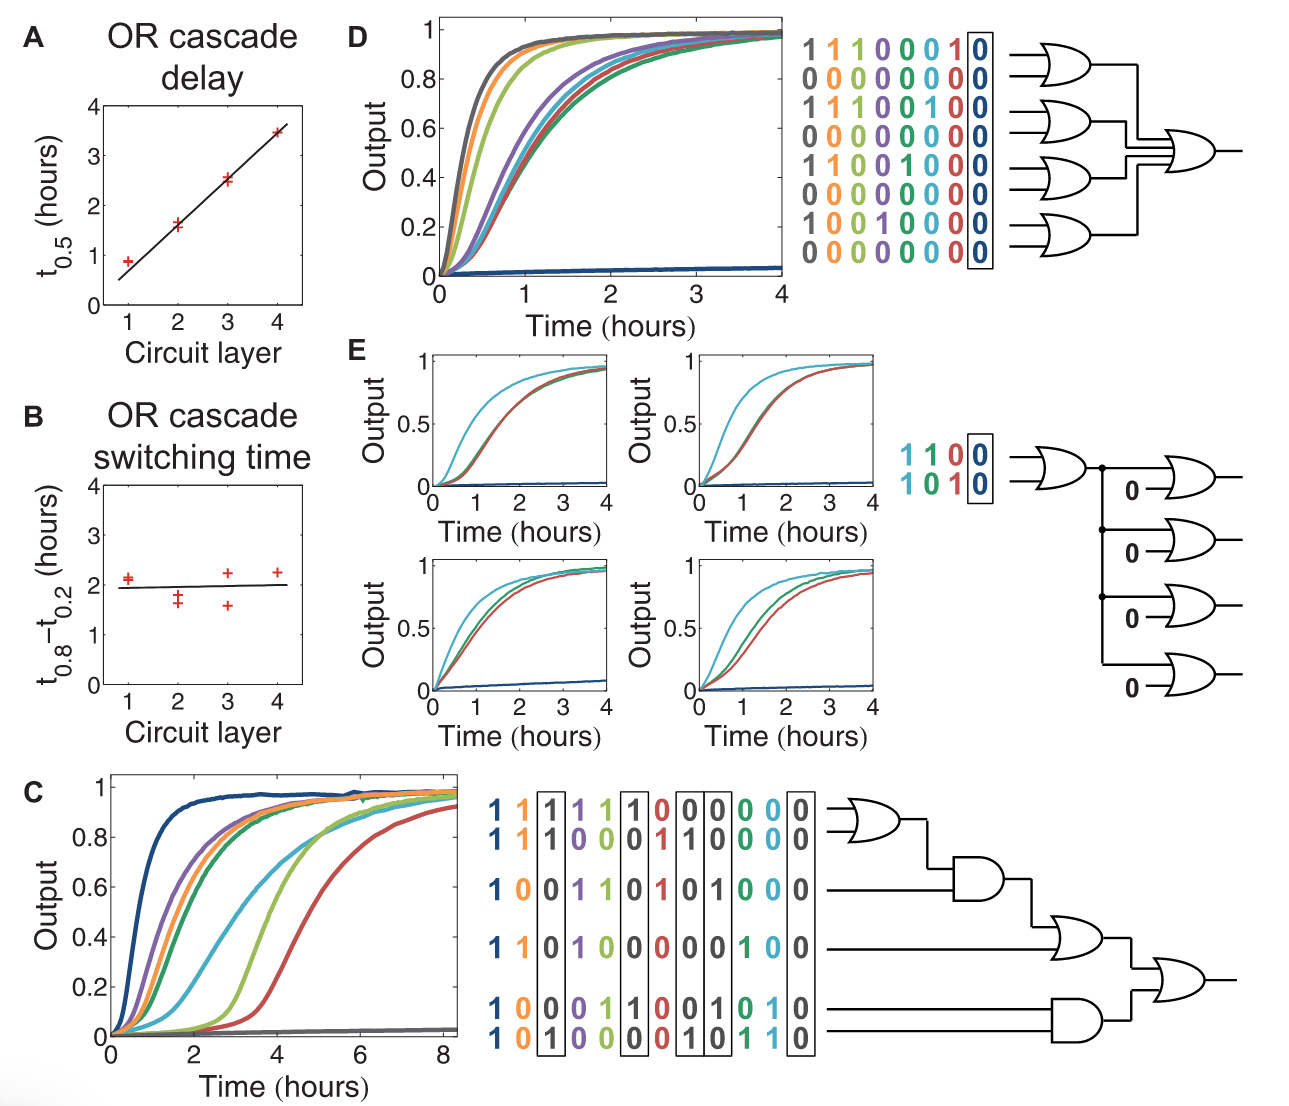 A
OR cascade
delay
t0.5 (hours)
4
3
2
1
0
1 2 3 4
Circuit layer
B
OR cascade
switching time
t0.8−t0.2 (hours)
4
3
2
1
0
1 2 3 4
Circuit layer
D
Output
1
0.8
0.6
0.4
0.2
0
0 1 2 3 4
Time (hours)
1 1 1 0 0 0 1 0
0 0 0 0 0 0 0 0
1 1 1 0 0 1 0 0
0 0 0 0 0 0 0 0
1 1 0 0 1 0 0 0
0 0 0 0 0 0 0 0
1 0 0 1 0 0 0 0
0 0 0 0 0 0 0 0
E
Output
1
0.5
0
0 1 2 3 4
Time (hours)
Output
1
0.5
0
0 1 2 3 4
Time (hours)
Output
1
0.5
0
0 1 2 3 4
Time (hours)
Output
1
0.5
0
0 1 2 3 4
Time (hours)
1 1 0 0
1 0 1 0
0
0
0
0
C
Output
1
0.8
0.6
0.4
0.2
0
0 2 4 6 8
Time (hours)
1 1 1 1 1 1 0 0 0 0 0 0
1 1 1 0 0 0 1 1 0 0 0 0
1 0 0 1 1 0 1 0 1 0 0 0
1 1 0 1 0 0 0 0 0 1 0 0
1 0 0 0 1 1 0 0 1 0 1 0
1 0 1 0 0 0 0 1 0 1 1 0